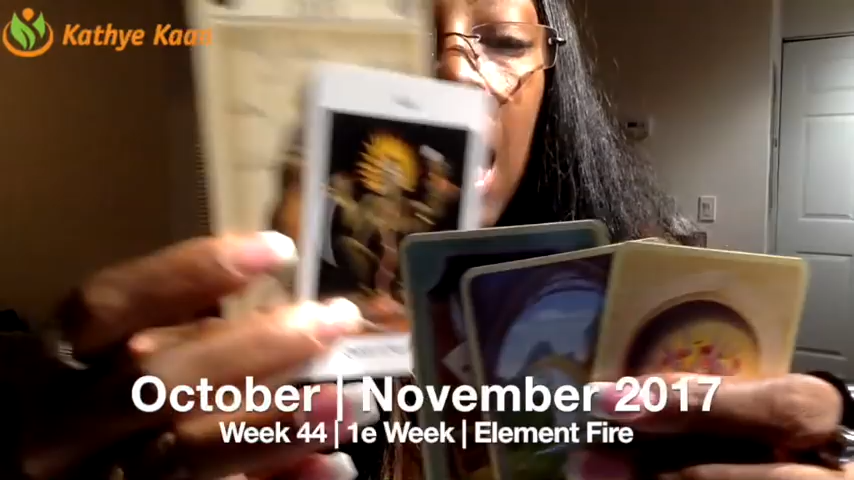 Kathye Kaan
October | November 2017
Week 44 | 1e Week | Element Fire